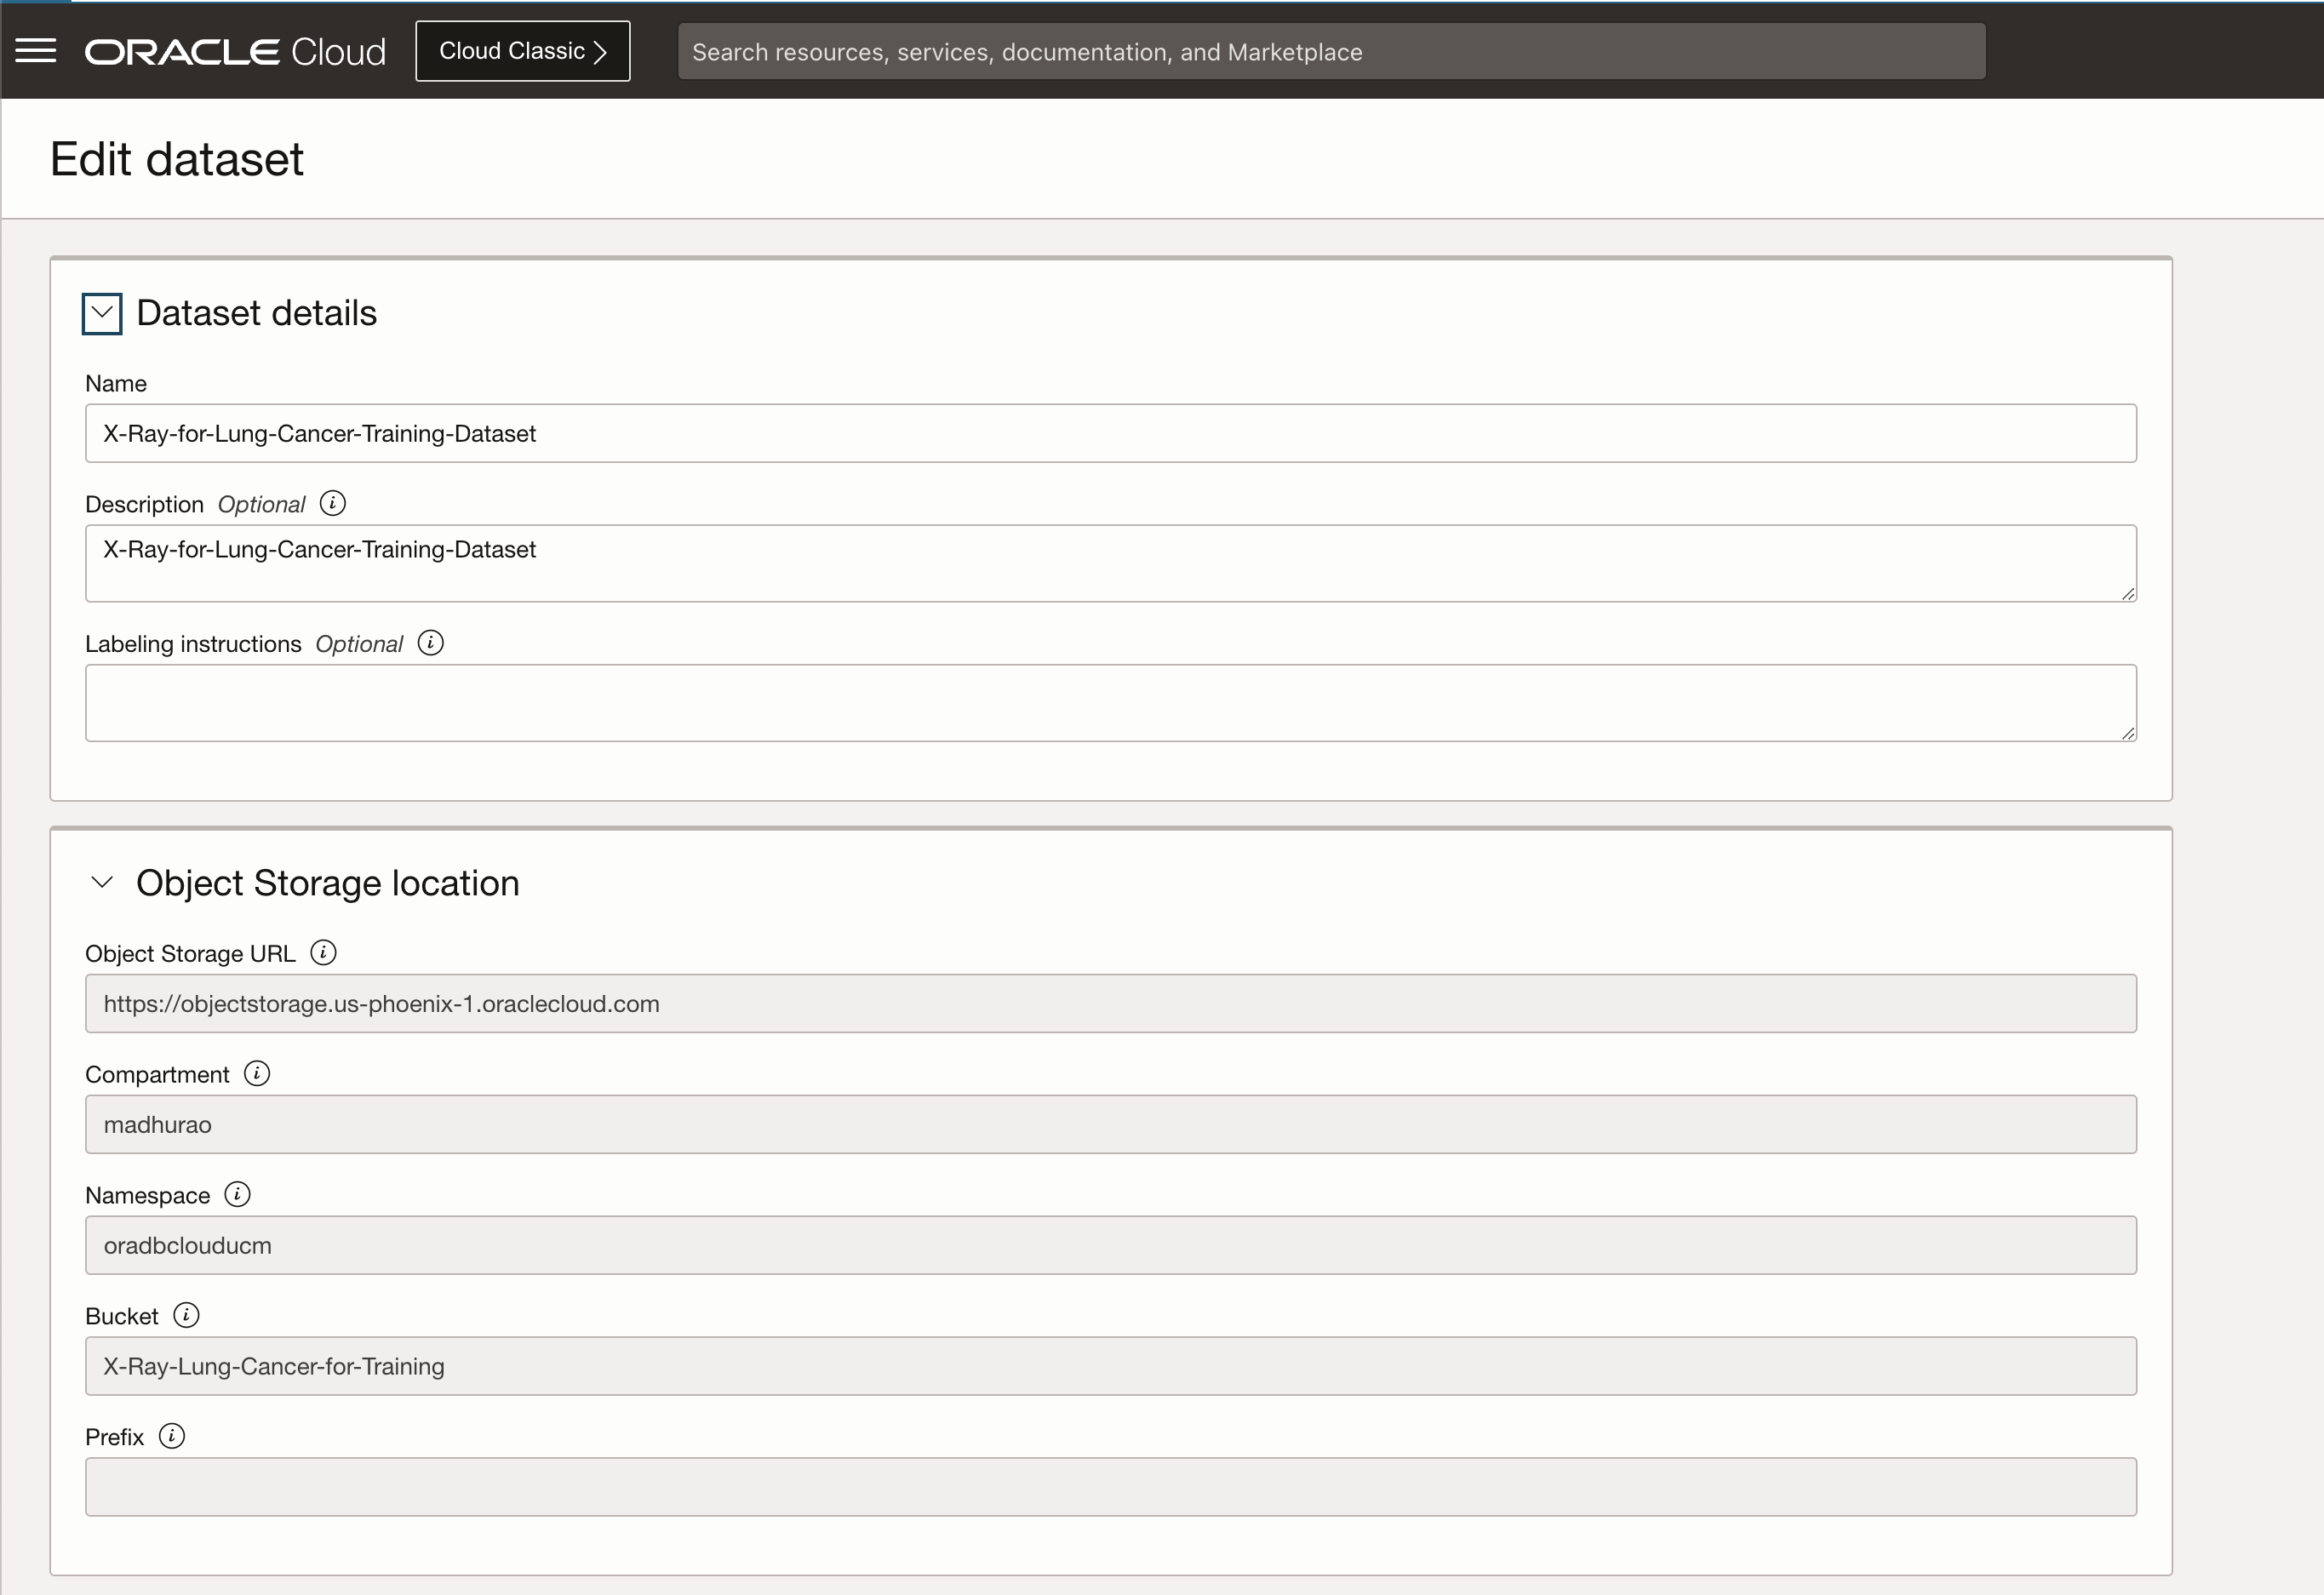 ORACLE Cloud
Cloud Classic
Search resources, services, documentation, and Marketplace
Edit dataset
Dataset details
Name
X-Ray-for-Lung-Cancer-Training-Dataset
Description Optional
X-Ray-for-Lung-Cancer-Training-Dataset
Labeling instructions Optional
Object Storage location
Object Storage URL
https://objectstorage.us-phoenix-1.oraclecloud.com
Compartment
madhurao
Namespace
oradbclouducm
Bucket
X-Ray-Lung-Cancer-for-Training
Prefix